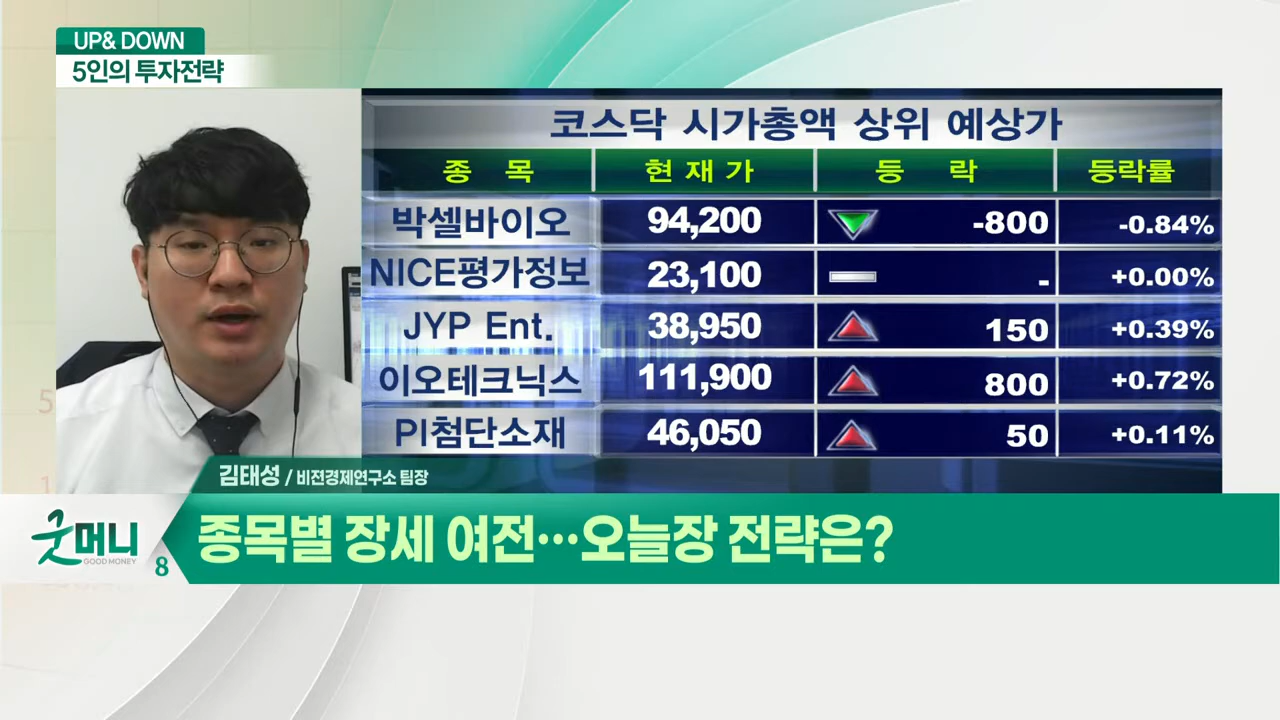 UP& DOWN
5인의 투자전략
코스닥 시가총액 상위 예상가
종 목 현 재 가 등 락 등락률
박셀바이오 94,200 -800 -0.84%
NICE평가정보 23,100 - +0.00%
JYP Ent. 38,950 150 +0.39%
이오테크닉스 111,900 800 +0.72%
PI첨단소재 46,050 50 +0.11%
김태성 / 비전경제연구소 팀장
굿머니
GOOD MONEY
8
종목별 장세 여전…오늘장 전략은?
5
1